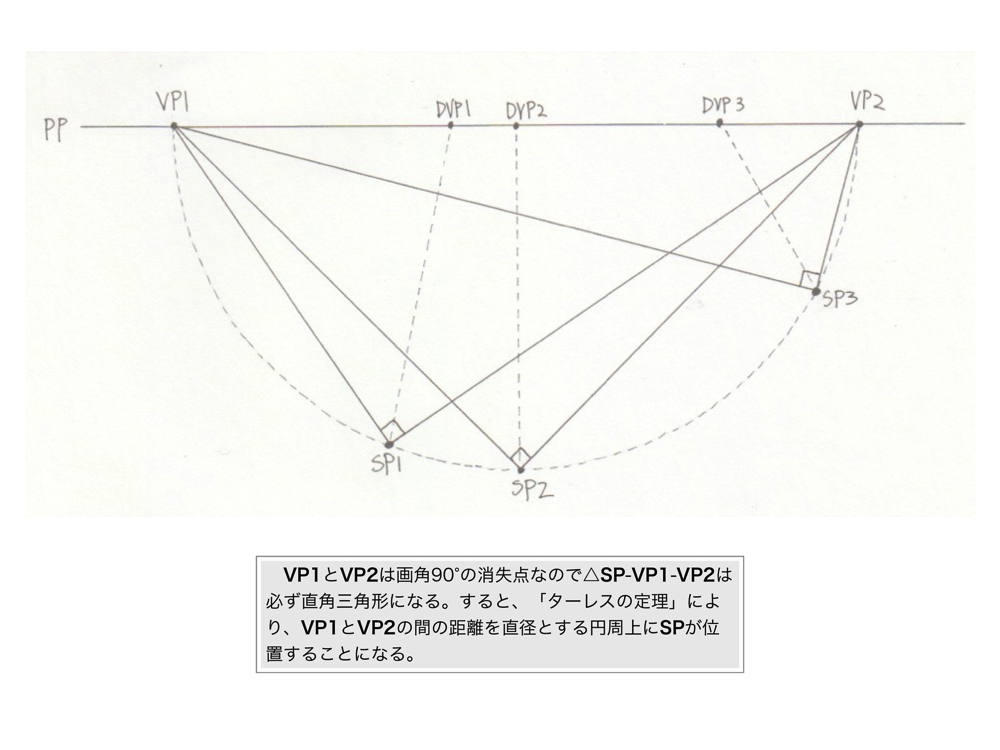 VP1
DVP1 DVP2
DVP3
VP2
PP
SP3
SP1
SP2
VP1とVP2は画角90°の消失点なので△SP-VP1-VP2は
必ず直角三角形になる。すると、「ターレスの定理」によ
り、VP1とVP2の間の距離を直径とする円周上にSPが位
置することになる。